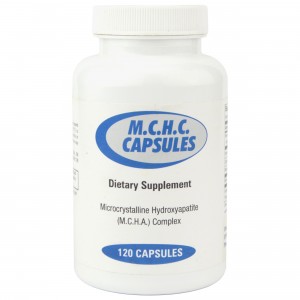 M.C.H.C.
CAPSULES
Dietary Supplement
Microcrystalline Hydroxyapatite
(M.C.H.A.) Complex
120 CAPSULES